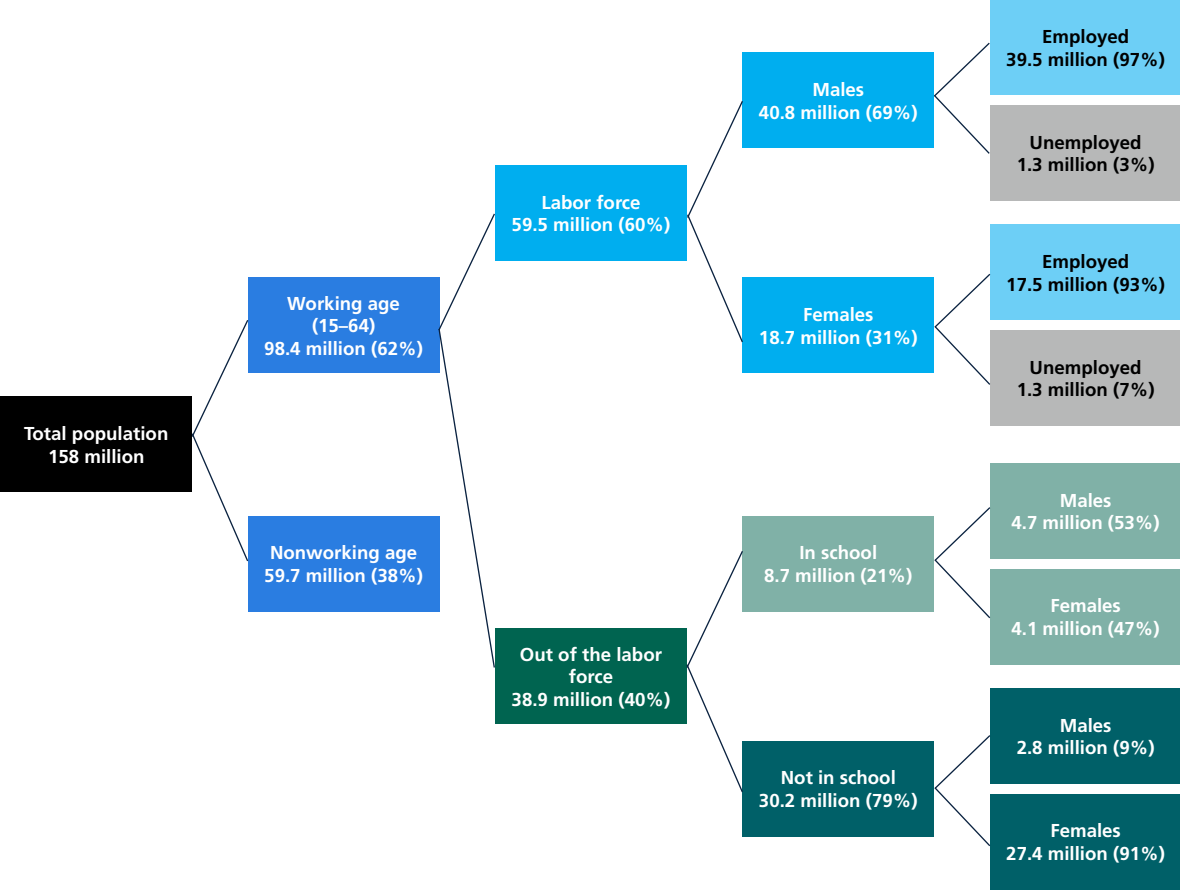 Total population
158 million
Working age
(15–64)
98.4 million (62%)
Nonworking age
59.7 million (38%)
Labor force
59.5 million (60%)
Out of the labor
force
38.9 million (40%)
Males
40.8 million (69%)
Females
18.7 million (31%)
In school
8.7 million (21%)
Not in school
30.2 million (79%)
Employed
39.5 million (97%)
Unemployed
1.3 million (3%)
Employed
17.5 million (93%)
Unemployed
1.3 million (7%)
Males
4.7 million (53%)
Females
4.1 million (47%)
Males
2.8 million (9%)
Females
27.4 million (91%)